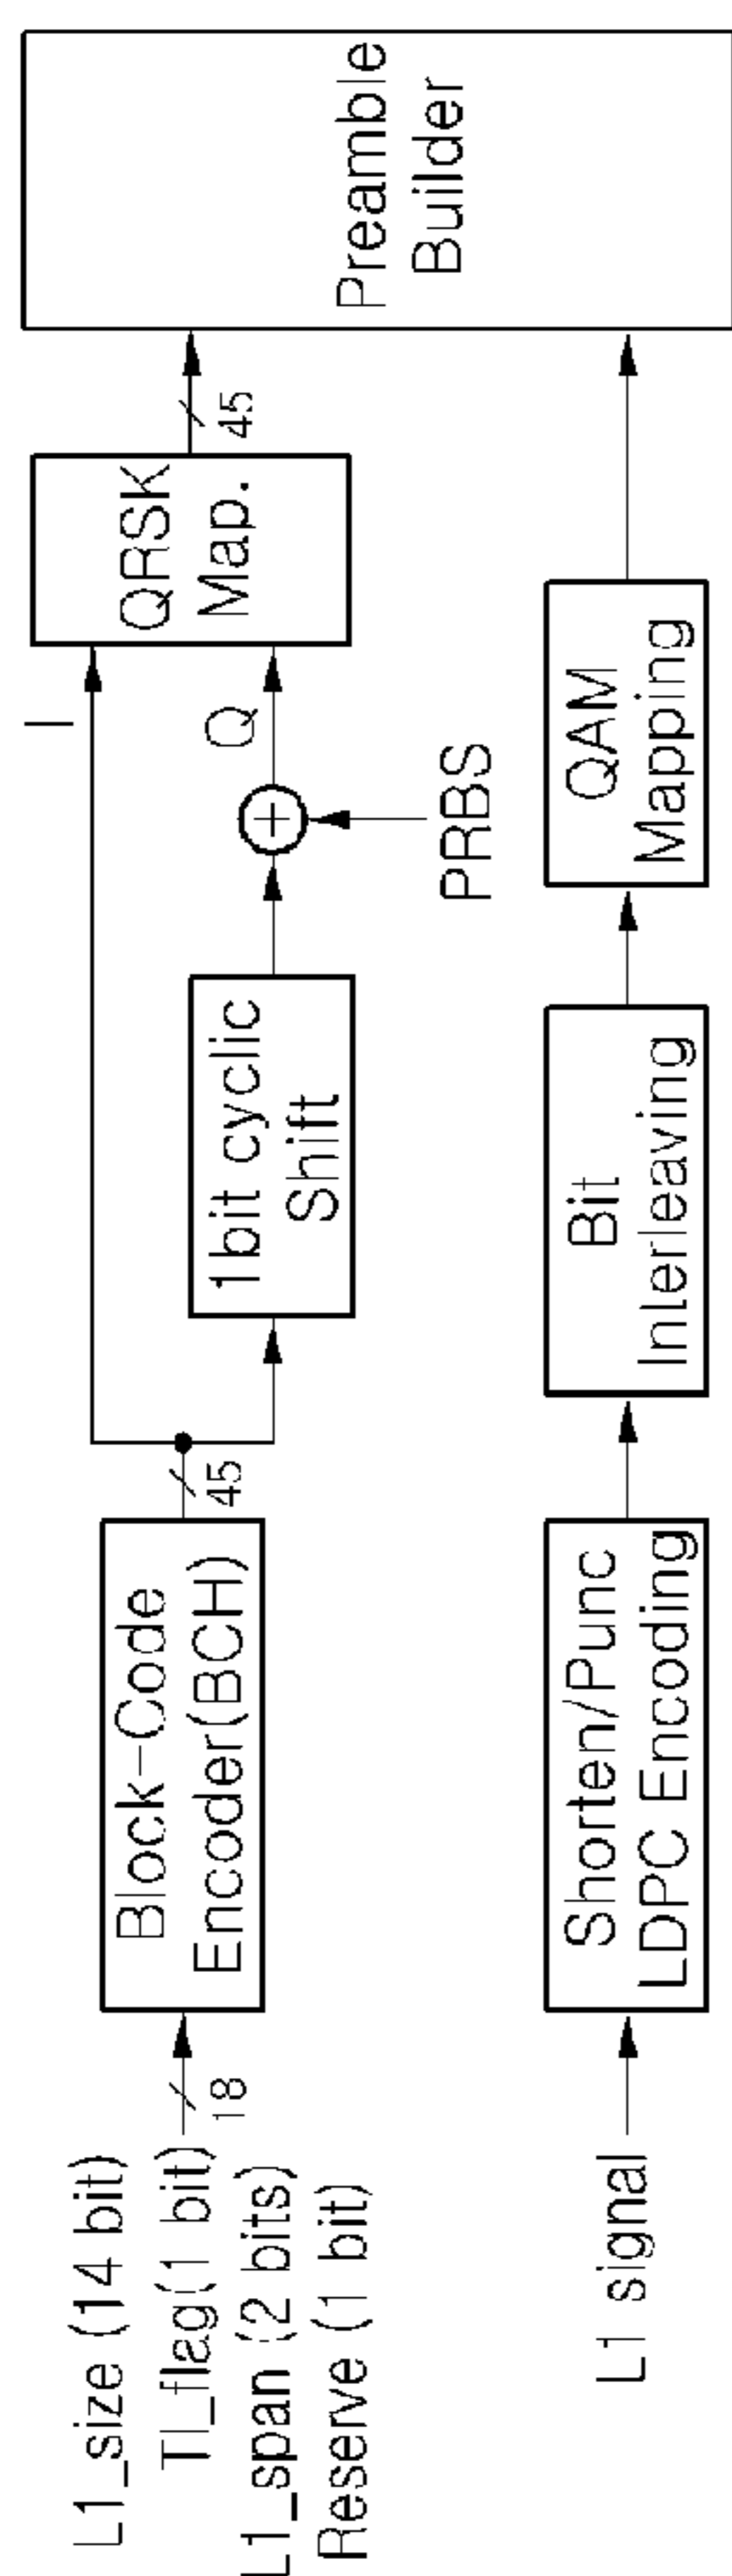 L1_size (14 bit)
TI_flag(1 bit)
L1_span (2 bits)
Reserve (1 bit)
18
Block-Code
Encoder(BCH)
45
1bit cyclic
Shift
PRBS
I
Q
QRSK
Map.
45
Preamble
Builder
L1 signal
Shorten/Punc
LDPC Encoding
Bit
Inlerleaving
QAM
Mapping